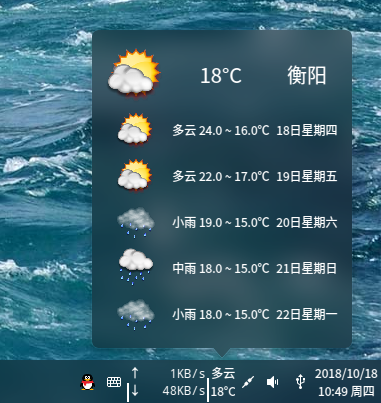 18°C 衡阳
多云 24.0 ~ 16.0℃ 18日星期四
多云 22.0 ~ 17.0℃ 19日星期五
小雨 19.0 ~ 15.0℃ 20日星期六
中雨 18.0 ~ 15.0℃ 21日星期日
小雨 18.0 ~ 15.0℃ 22日星期一
↑ 1KB/s 多云 2018/10/18
↓ 48KB/s 18℃ 10:49 周四